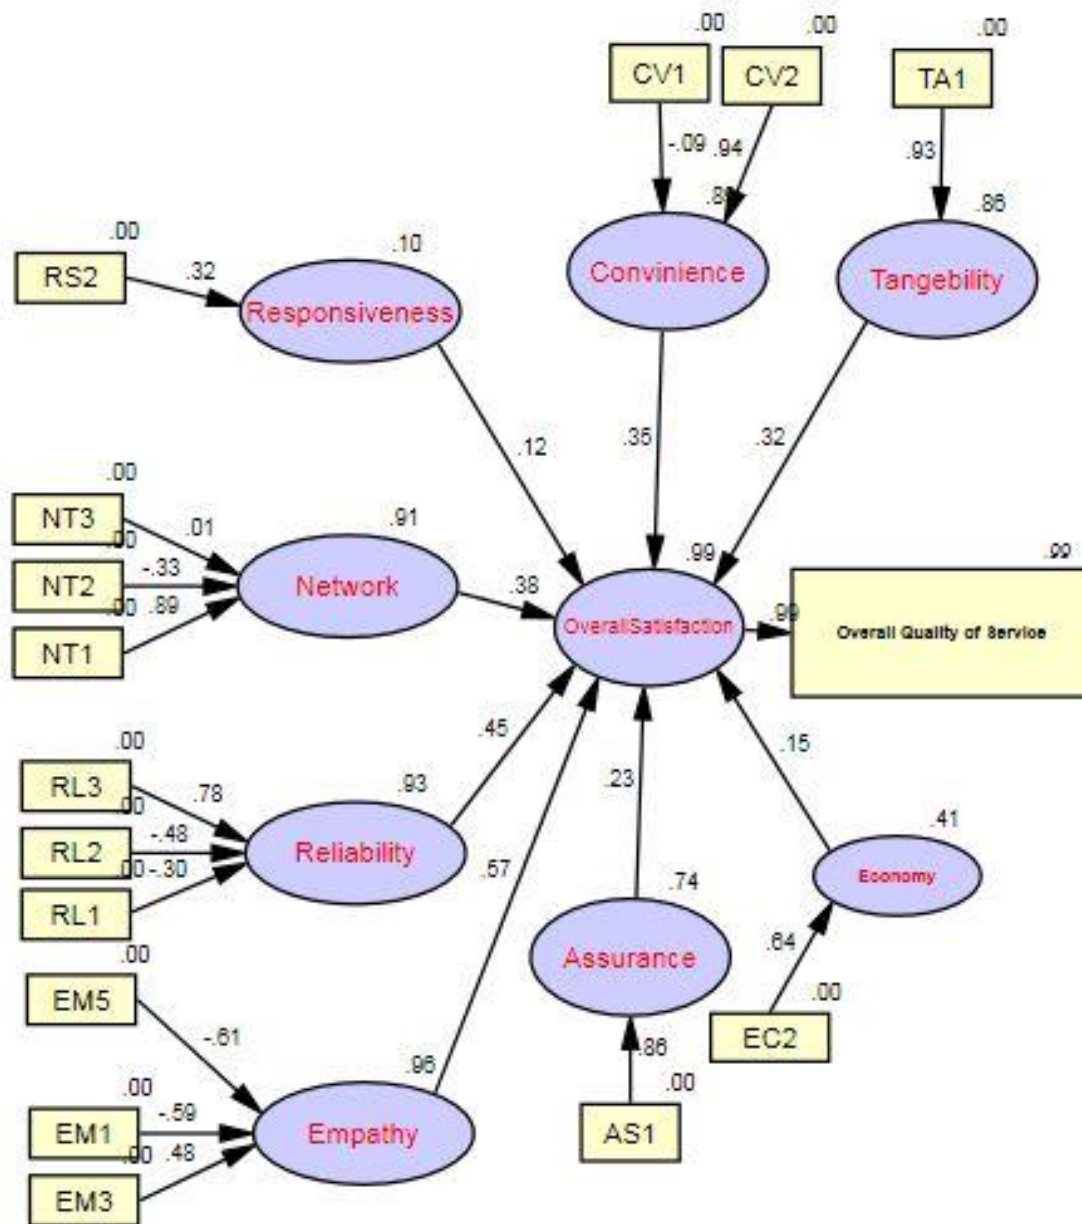 .00
.00
.00
CV1
CV2
TA1
-.09
.94
.93
.86
.00
.10
RS2
.32
Responsiveness
Convinience
Tangebility
.12
.35
.32
.00
NT3
.01
.91
.00
NT2
-.33
Network
.38
.99
.99
.00
.89
NT1
OverallSatisfaction
.99
Overall Quality of Service
.00
RL3
.78
.93
.45
.15
.00
RL2
-.48
Reliability
.23
.41
.00
-.30
RL1
.57
.74
Economy
.00
EM5
Assurance
.64
.00
-.61
.96
.86
EC2
.00
EM1
-.59
Empathy
.00
AS1
.00
.48
EM3